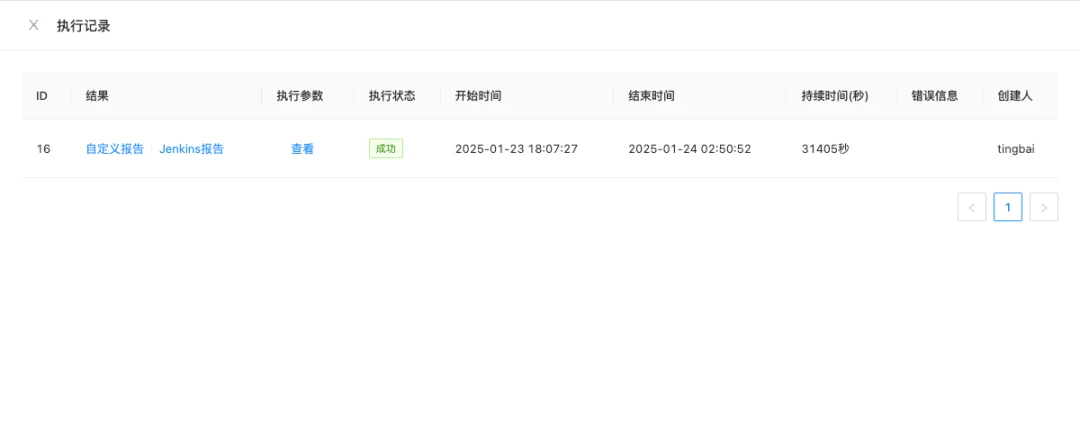 执行记录
ID 结果 执行参数 执行状态 开始时间 结束时间 持续时间(秒) 错误信息 创建人
16 自定义报告 Jenkins报告 查看 成功 2025-01-23 18:07:27 2025-01-24 02:50:52 31405秒 tingbai
1